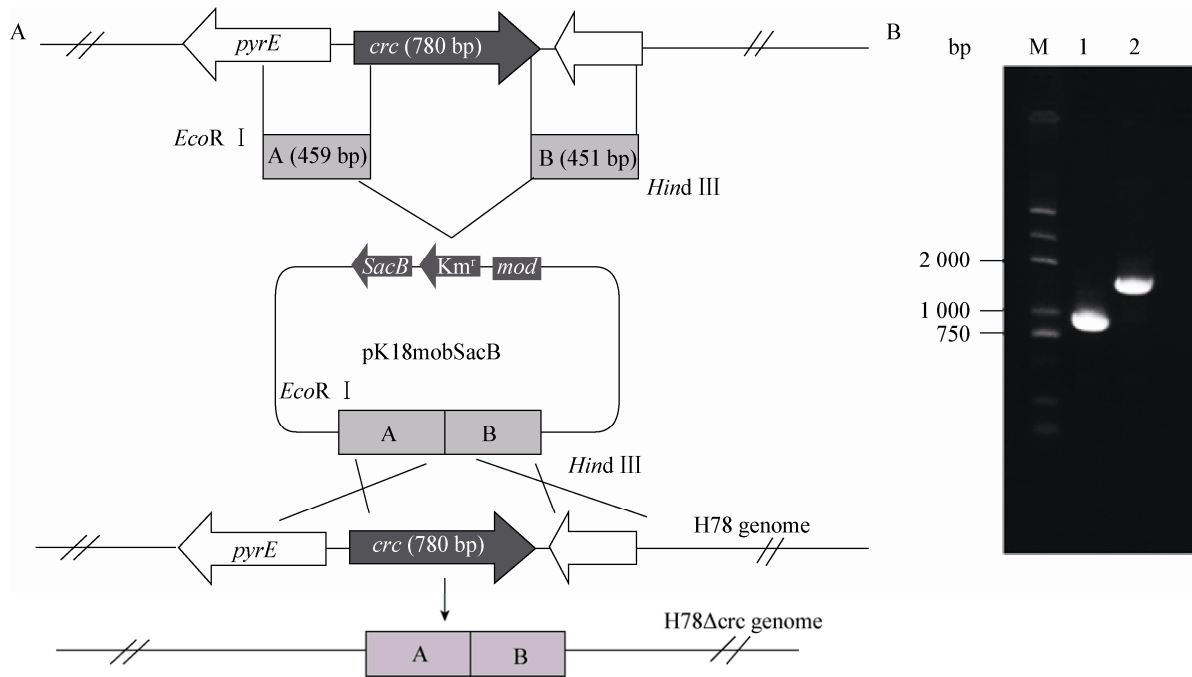 A
pyrE
crc (780 bp)
EcoR Ⅰ
A (459 bp)
B (451 bp)
Hind Ⅲ
SacB
Kmʳ
mod
pK18mobSacB
EcoR Ⅰ
A
B
Hind Ⅲ
H78 genome
pyrE
crc (780 bp)
H78Δcrc genome
A
B
B
bp
M
1
2
2 000
1 000
750